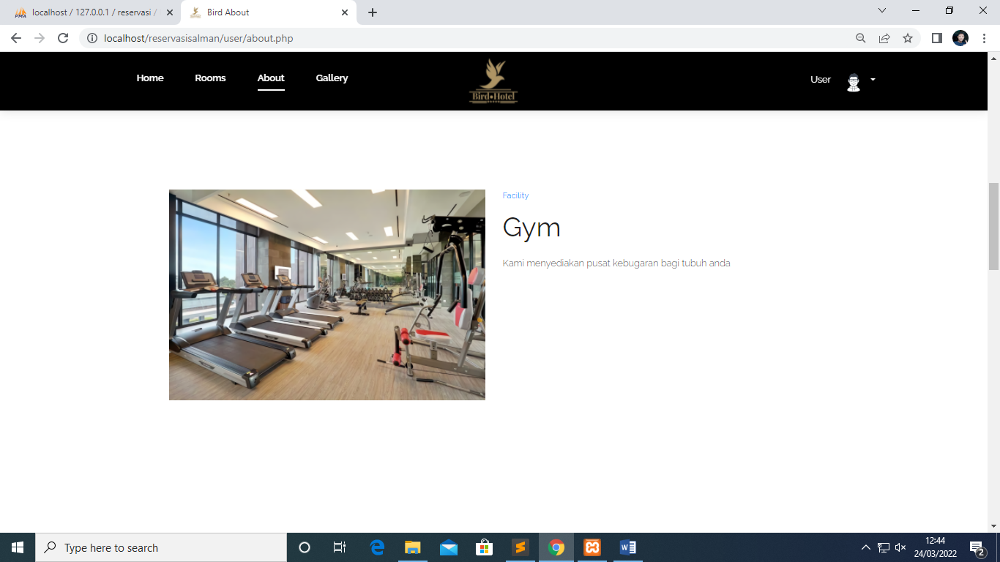 localhost / 127.0.0.1 / reservasi /
Bird About
localhost/reservasisalman/user/about.php
Home Rooms About Gallery
Bird Hotel
User
Facility
Gym
Kami menyediakan pusat kebugaran bagi tubuh anda
Type here to search
12:44
24/03/2022
2